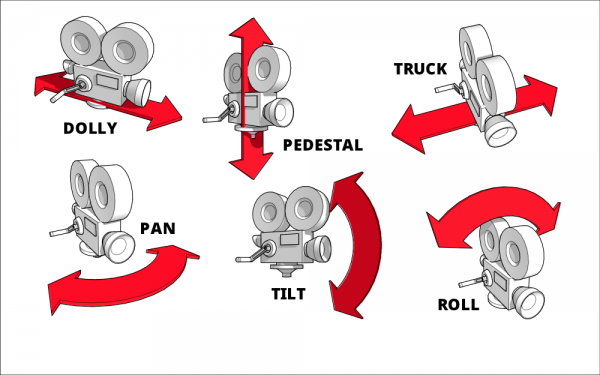 DOLLY
PEDESTAL
TRUCK
PAN
TILT
ROLL